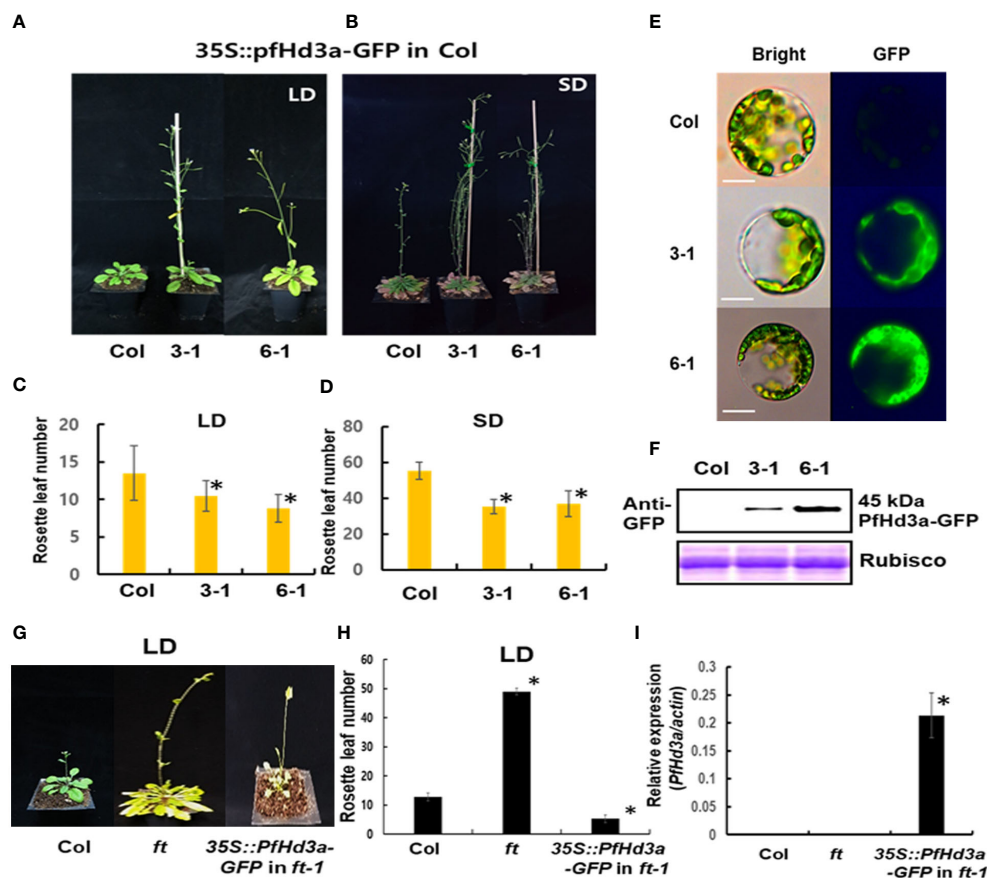 A
B
35S::pfHd3a-GFP in Col
LD
SD
Col 3-1 6-1
Col 3-1 6-1
C
LD
Rosette leaf number
20
15
10
5
0
*
*
Col 3-1 6-1
D
SD
Rosette leaf number
80
60
40
20
0
*
*
Col 3-1 6-1
E
Bright GFP
Col
3-1
6-1
F
Col 3-1 6-1
Anti-
GFP
45 kDa
PfHd3a-GFP
Rubisco
G
LD
Col ft 35S::PfHd3a-
GFP in ft-1
H
LD
Rosette leaf number
60
50
40
30
20
10
0
*
*
Col ft 35S::PfHd3a
-GFP in ft-1
I
Relative expression
(PfHd3a/actin)
0.3
0.25
0.2
0.15
0.1
0.05
0
*
Col ft 35S::PfHd3a
-GFP in ft-1